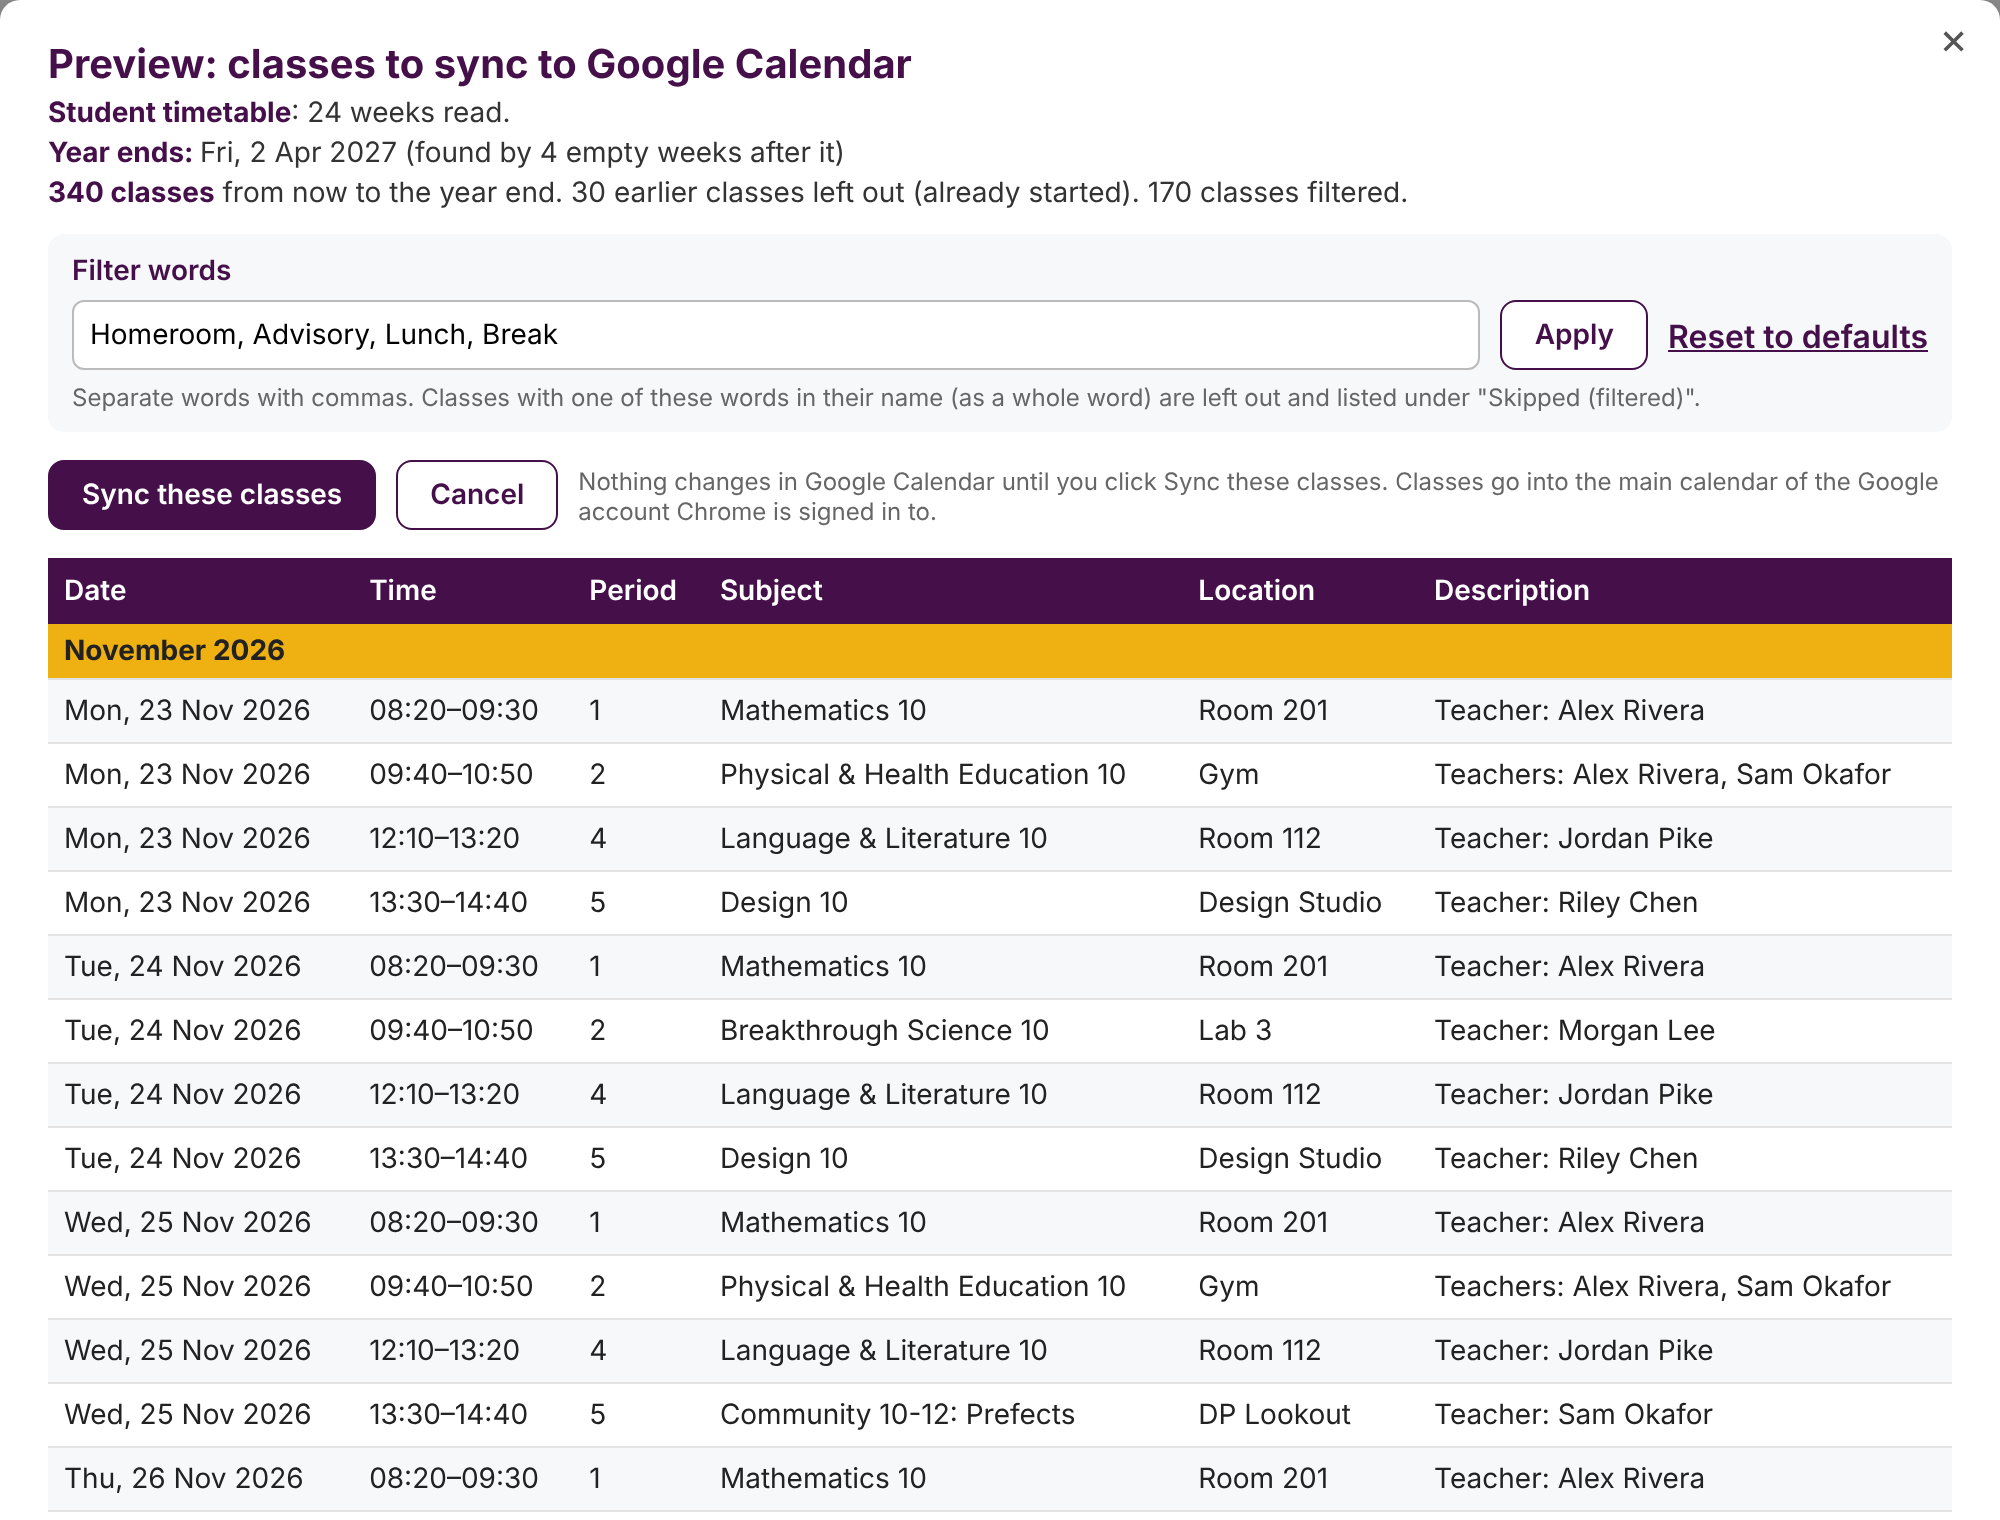 Preview: classes to sync to Google Calendar
Student timetable: 24 weeks read.
Year ends: Fri, 2 Apr 2027 (found by 4 empty weeks after it)
340 classes from now to the year end. 30 earlier classes left out (already started). 170 classes filtered.
Filter words
Homeroom, Advisory, Lunch, Break
Apply
Reset to defaults
Separate words with commas. Classes with one of these words in their name (as a whole word) are left out and listed under "Skipped (filtered)".
Sync these classes
Cancel
Nothing changes in Google Calendar until you click Sync these classes. Classes go into the main calendar of the Google
account Chrome is signed in to.
Date Time Period Subject Location Description
November 2026
Mon, 23 Nov 2026 08:20–09:30 1 Mathematics 10 Room 201 Teacher: Alex Rivera
Mon, 23 Nov 2026 09:40–10:50 2 Physical & Health Education 10 Gym Teachers: Alex Rivera, Sam Okafor
Mon, 23 Nov 2026 12:10–13:20 4 Language & Literature 10 Room 112 Teacher: Jordan Pike
Mon, 23 Nov 2026 13:30–14:40 5 Design 10 Design Studio Teacher: Riley Chen
Tue, 24 Nov 2026 08:20–09:30 1 Mathematics 10 Room 201 Teacher: Alex Rivera
Tue, 24 Nov 2026 09:40–10:50 2 Breakthrough Science 10 Lab 3 Teacher: Morgan Lee
Tue, 24 Nov 2026 12:10–13:20 4 Language & Literature 10 Room 112 Teacher: Jordan Pike
Tue, 24 Nov 2026 13:30–14:40 5 Design 10 Design Studio Teacher: Riley Chen
Wed, 25 Nov 2026 08:20–09:30 1 Mathematics 10 Room 201 Teacher: Alex Rivera
Wed, 25 Nov 2026 09:40–10:50 2 Physical & Health Education 10 Gym Teachers: Alex Rivera, Sam Okafor
Wed, 25 Nov 2026 12:10–13:20 4 Language & Literature 10 Room 112 Teacher: Jordan Pike
Wed, 25 Nov 2026 13:30–14:40 5 Community 10-12: Prefects DP Lookout Teacher: Sam Okafor
Thu, 26 Nov 2026 08:20–09:30 1 Mathematics 10 Room 201 Teacher: Alex Rivera